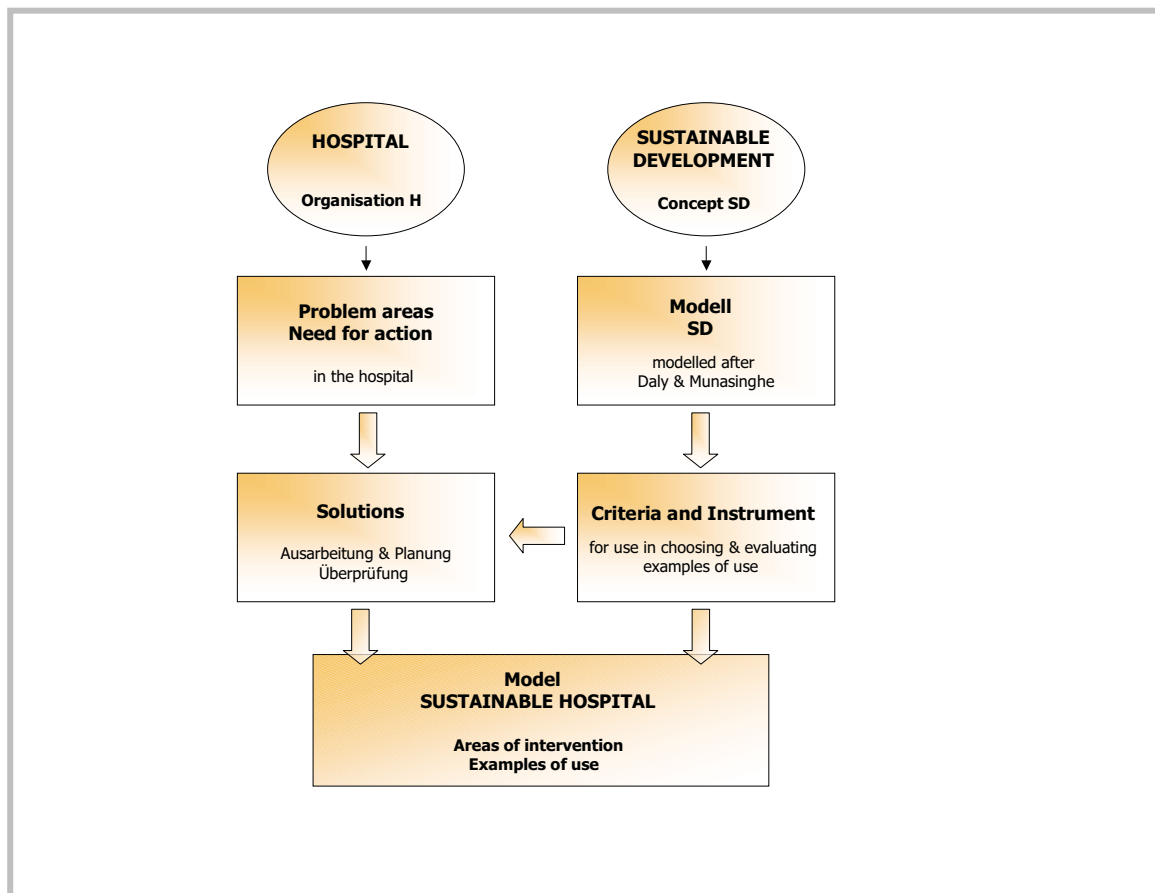 HOSPITAL
Organisation H
SUSTAINABLE
DEVELOPMENT
Concept SD
Problem areas
Need for action
in the hospital
Modell
SD
modelled after
Daly & Munasinghe
Solutions
Ausarbeitung & Planung
Überprüfung
Criteria and Instrument
for use in choosing & evaluating
examples of use
Model
SUSTAINABLE HOSPITAL
Areas of intervention
Examples of use